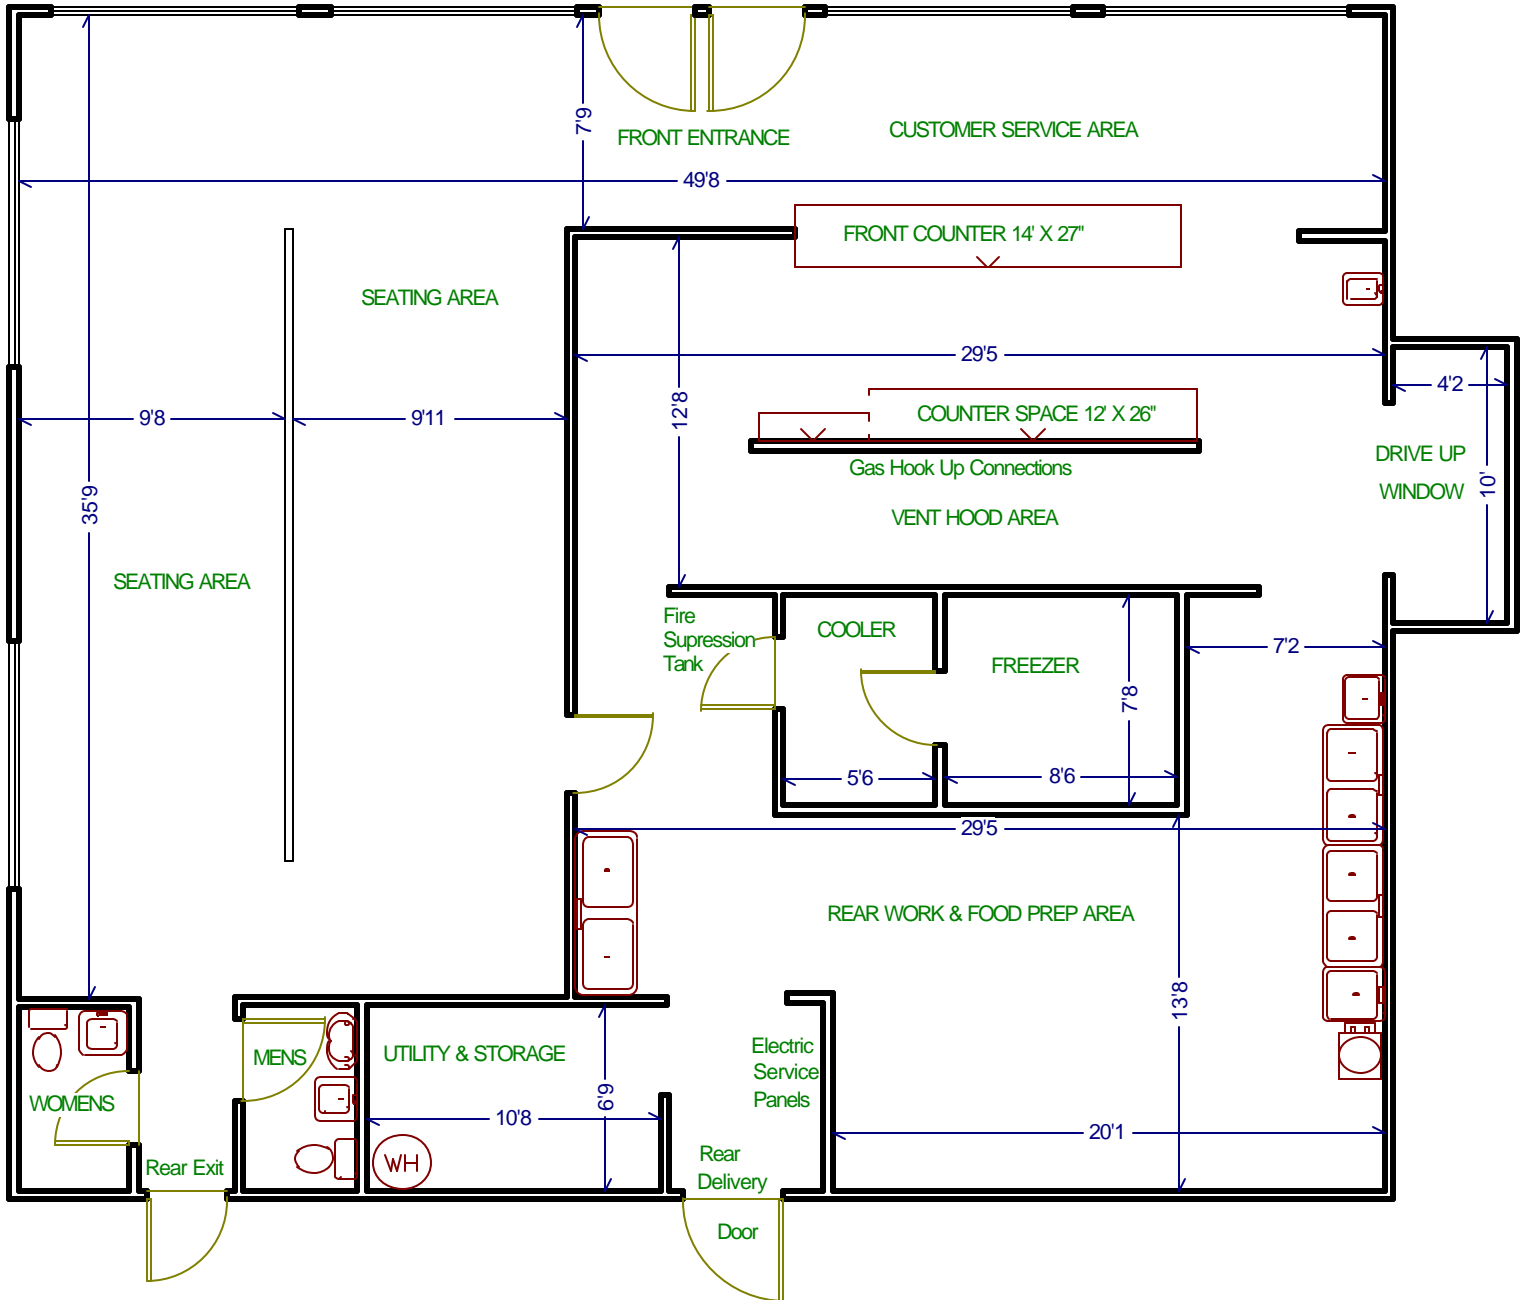 7'9
FRONT ENTRANCE
CUSTOMER SERVICE AREA
49'8
FRONT COUNTER 14' X 27"
SEATING AREA
29'5
4'2
12'8
9'8
9'11
COUNTER SPACE 12' X 26"
Gas Hook Up Connections
DRIVE UP
WINDOW
10'
35'9
VENT HOOD AREA
SEATING AREA
Fire
Supression
Tank
COOLER
FREEZER
7'2
7'8
5'6
8'6
29'5
REAR WORK & FOOD PREP AREA
13'8
MENS
UTILITY & STORAGE
Electric
Service
Panels
WOMENS
6'9
10'8
20'1
Rear Exit
WH
Rear
Delivery
Door